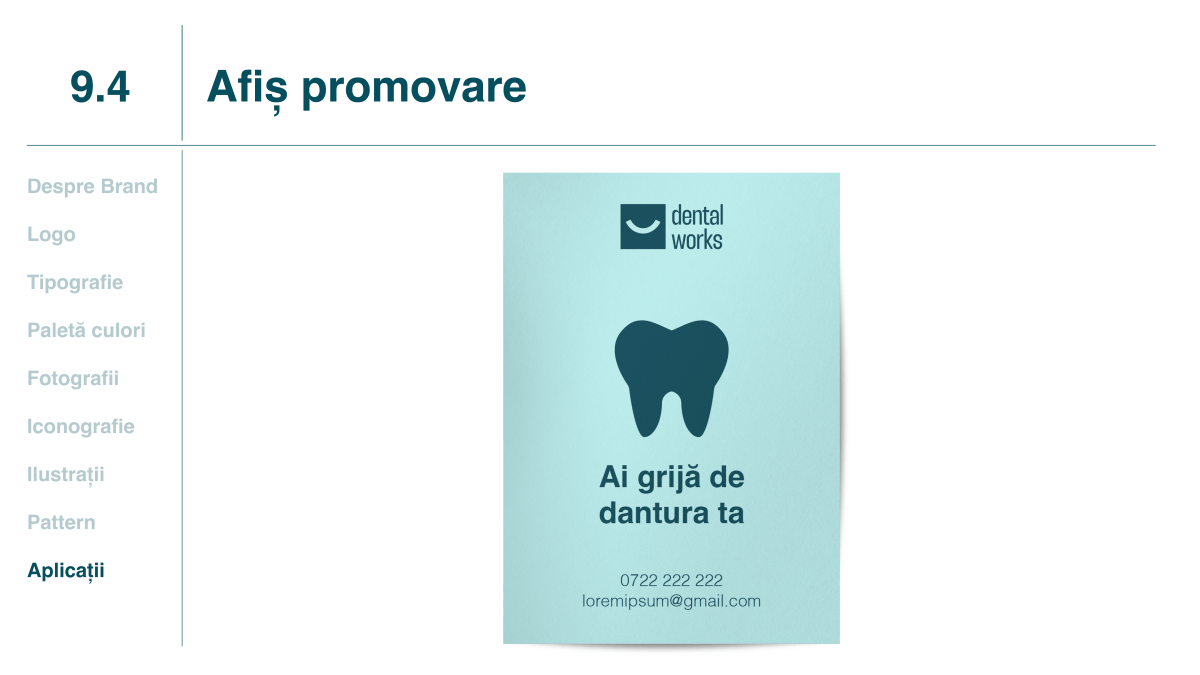 9.4
Afiș promovare
Despre Brand
Logo
Tipografie
Paletă culori
Fotografii
Iconografie
Ilustrații
Pattern
Aplicații
dental
works
Ai grijă de
dantura ta
0722 222 222
loremipsum@gmail.com